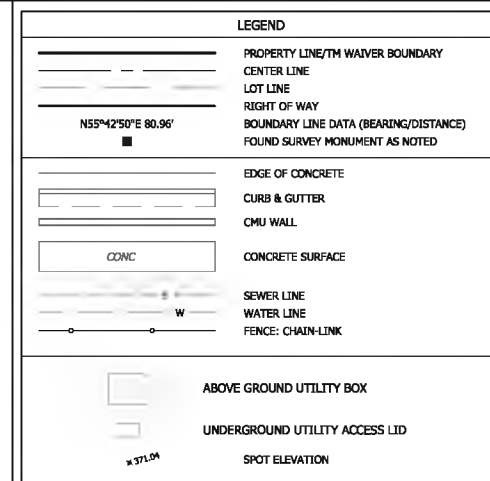 LEGEND
PROPERTY LINE/TM WAIVER BOUNDARY
CENTER LINE
LOT LINE
RIGHT OF WAY
N55°42'50"E 80.96' BOUNDARY LINE DATA (BEARING/DISTANCE)
FOUND SURVEY MONUMENT AS NOTED
EDGE OF CONCRETE
CURB & GUTTER
CMU WALL
CONC CONCRETE SURFACE
S SEWER LINE
W WATER LINE
FENCE: CHAIN-LINK
ABOVE GROUND UTILITY BOX
UNDERGROUND UTILITY ACCESS LID
x 371.04 SPOT ELEVATION